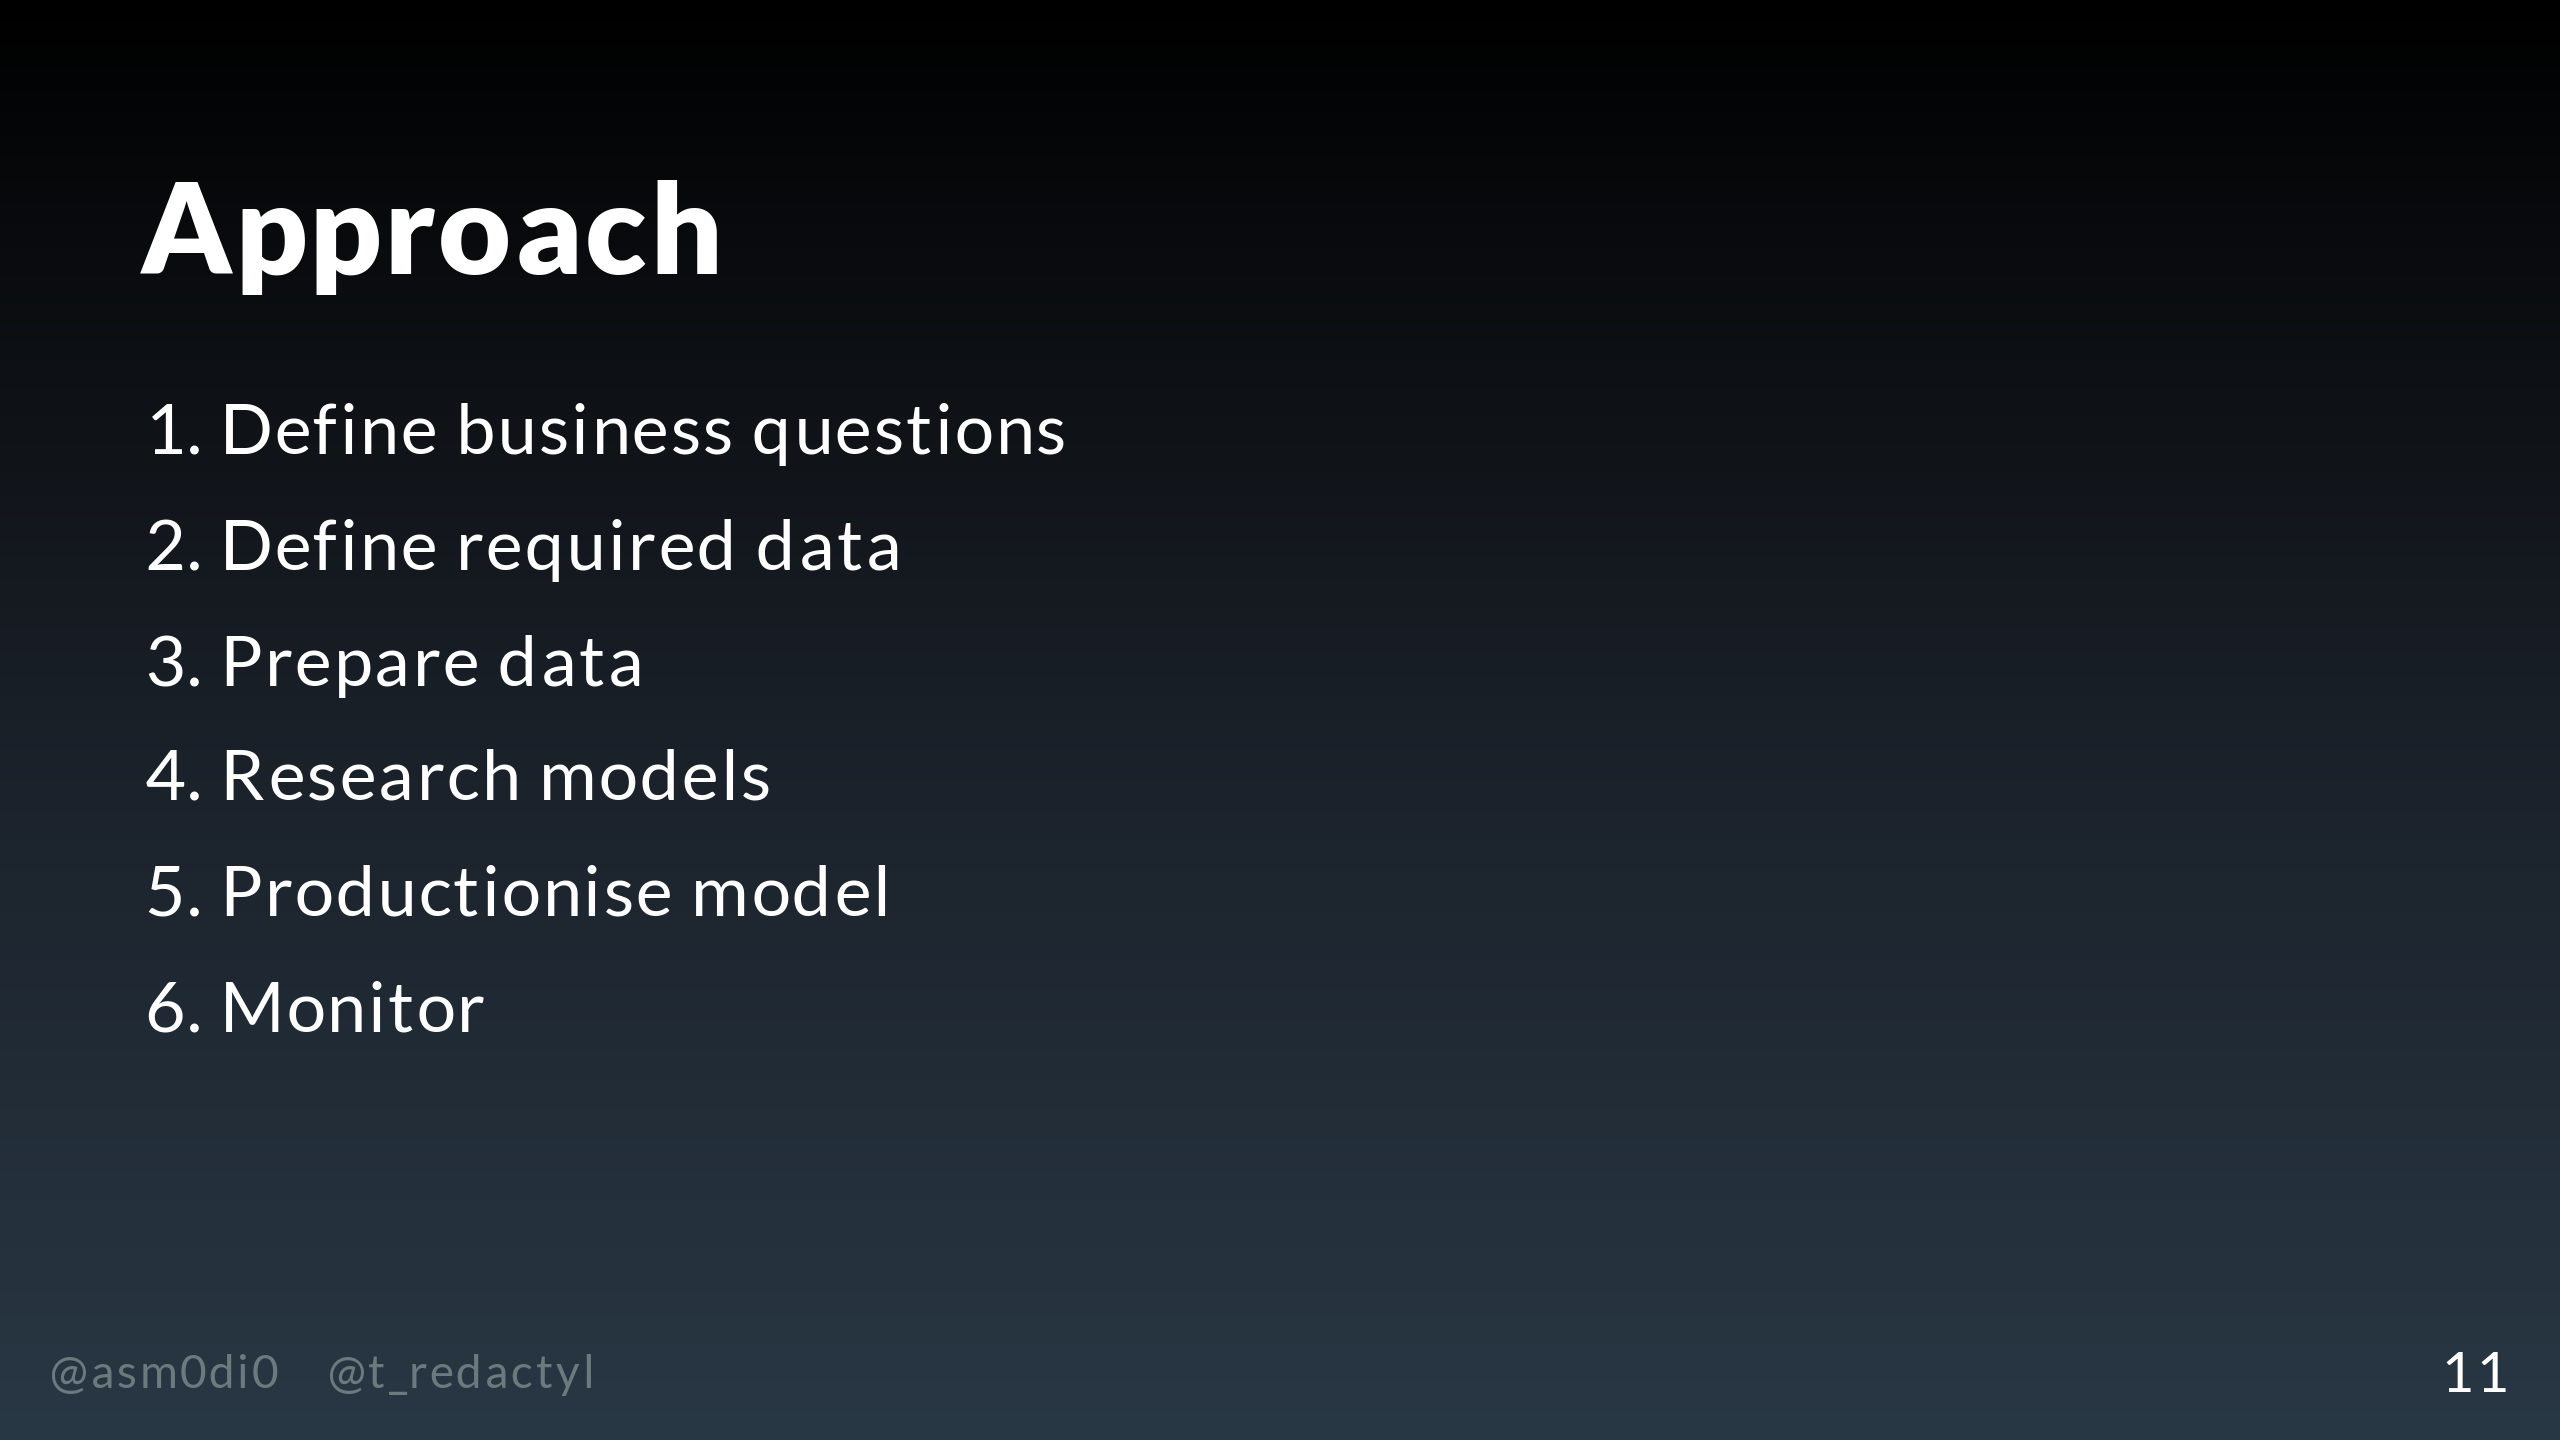 Approach
1. Define business questions
2. Define required data
3. Prepare data
4. Research models
5. Productionise model
6. Monitor
@asm0di0 @t_redactyl
11